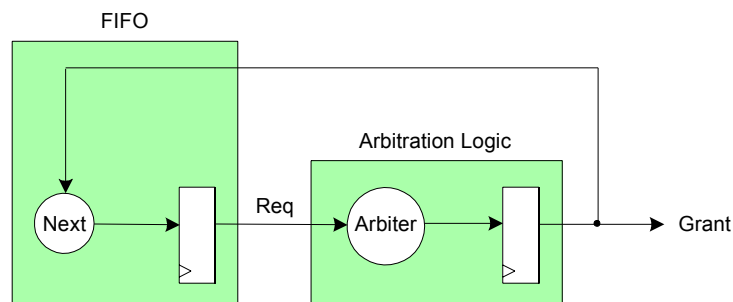 FIFO
Arbitration Logic
Next
Req
Arbiter
Grant